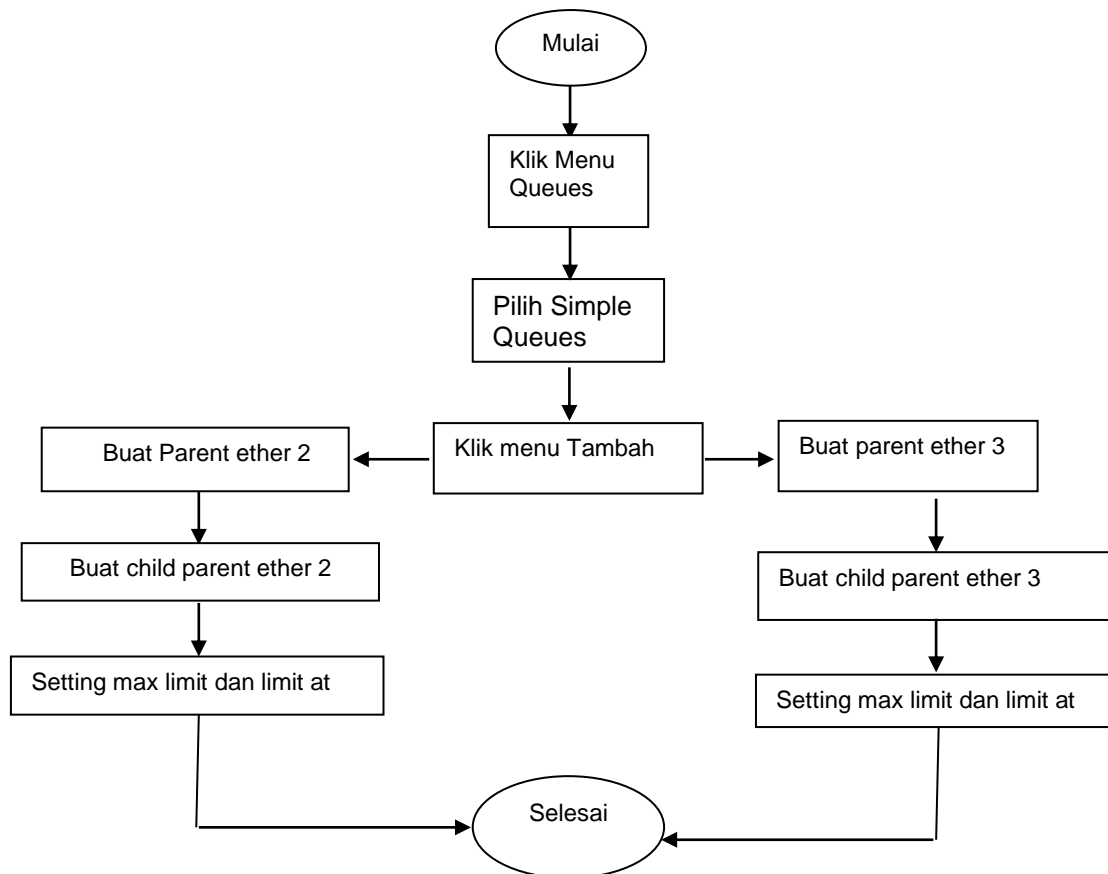 Mulai
Klik Menu
Queues
Pilih Simple
Queues
Buat Parent ether 2
Klik menu Tambah
Buat parent ether 3
Buat child parent ether 2
Buat child parent ether 3
Setting max limit dan limit at
Setting max limit dan limit at
Selesai